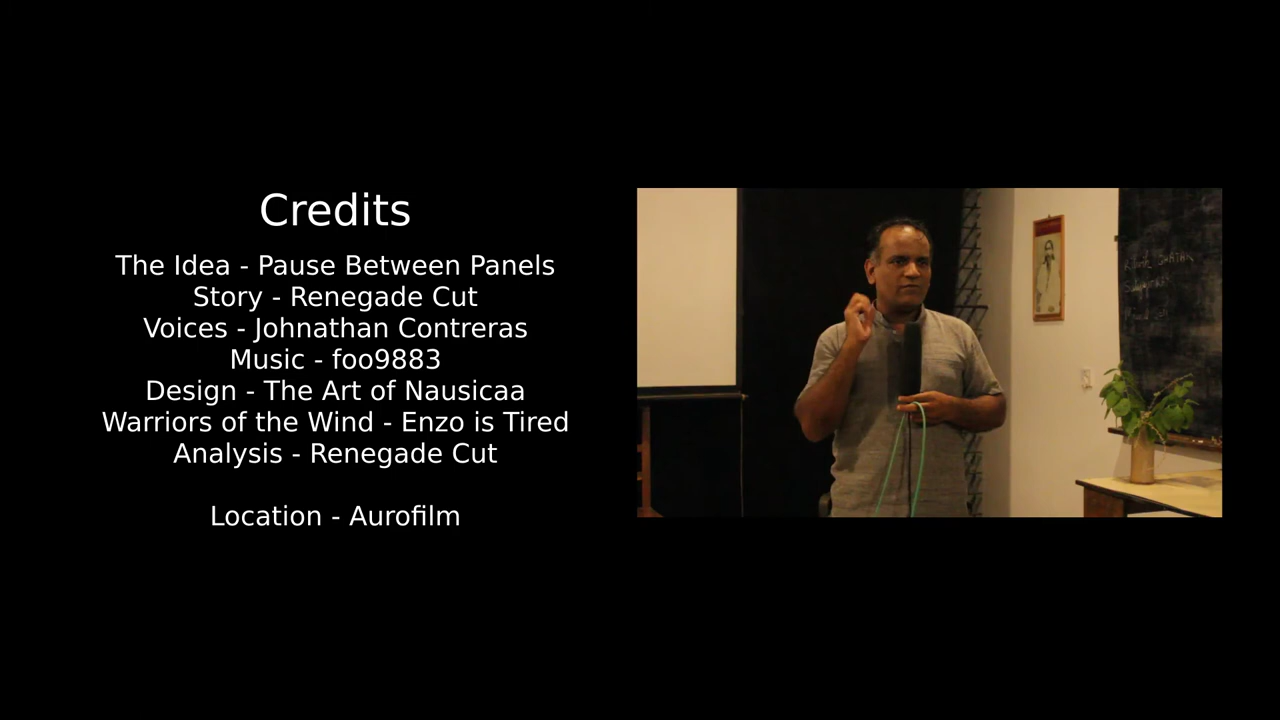 Credits
The Idea - Pause Between Panels
Story - Renegade Cut
Voices - Johnathan Contreras
Music - foo9883
Design - The Art of Nausicaa
Warriors of the Wind - Enzo is Tired
Analysis - Renegade Cut
Location - Aurofilm